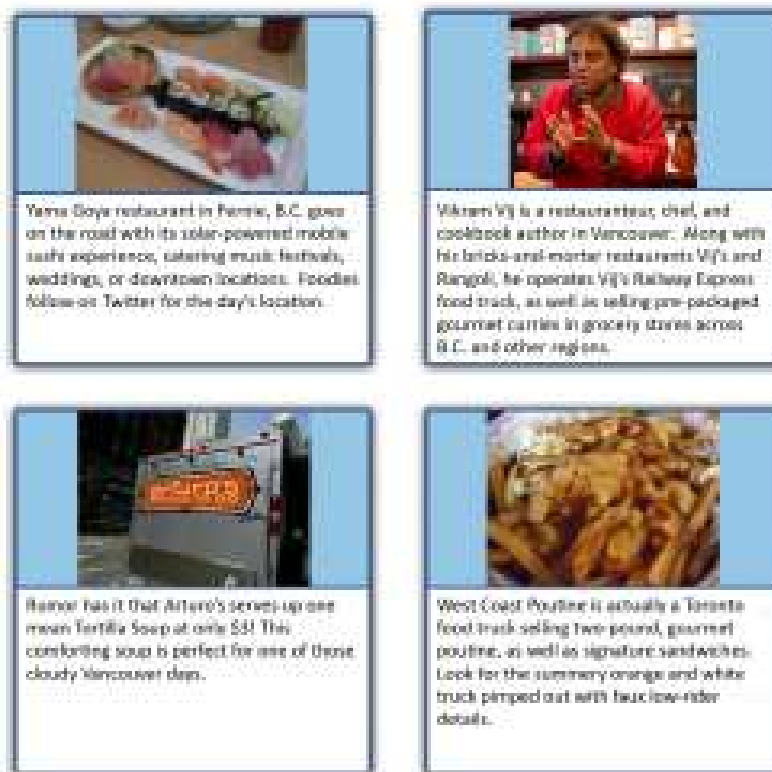 Yama Goya restaurant in Fernie, B.C. goes
on the road with its solar-powered mobile
sushi experience, catering music festivals,
weddings, or downtown locations. Foodies
follow on Twitter for the day's location.
Vikram Vij is a restauranteur, chef, and
cookbook author in Vancouver. Along with
his bricks-and-mortar restaurants Vij's and
Rangoli, he operates Vij's Railway Express
food truck, as well as selling pre-packaged
gourmet curries in grocery stores across
B.C. and other regions.
arturos
Rumor has it that Arturo's serves up one
mean Tortilla Soup at only $3! This
comforting soup is perfect for one of those
cloudy Vancouver days.
West Coast Poutine is actually a Toronto
food truck selling two-pound, gourmet
poutine, as well as signature sandwiches.
Look for the summery orange and white
truck pimped out with faux low-rider
details.